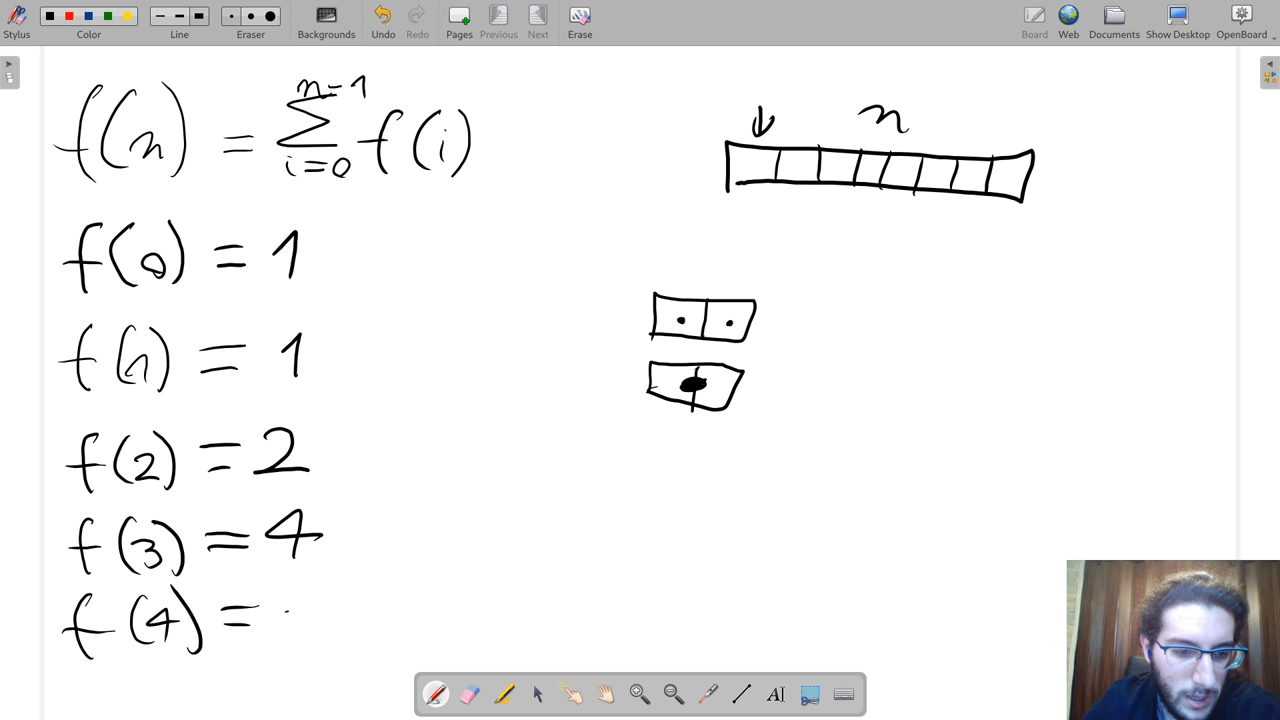 Stylus Color Line Eraser Backgrounds Undo Redo Pages Previous Next Erase Board Web Documents Show Desktop OpenBoard
f(n) = \sum_{i=0}^{n-1} f(i)
n
f(0) = 1
f(1) = 1
f(2) = 2
f(3) = 4
f(4) =